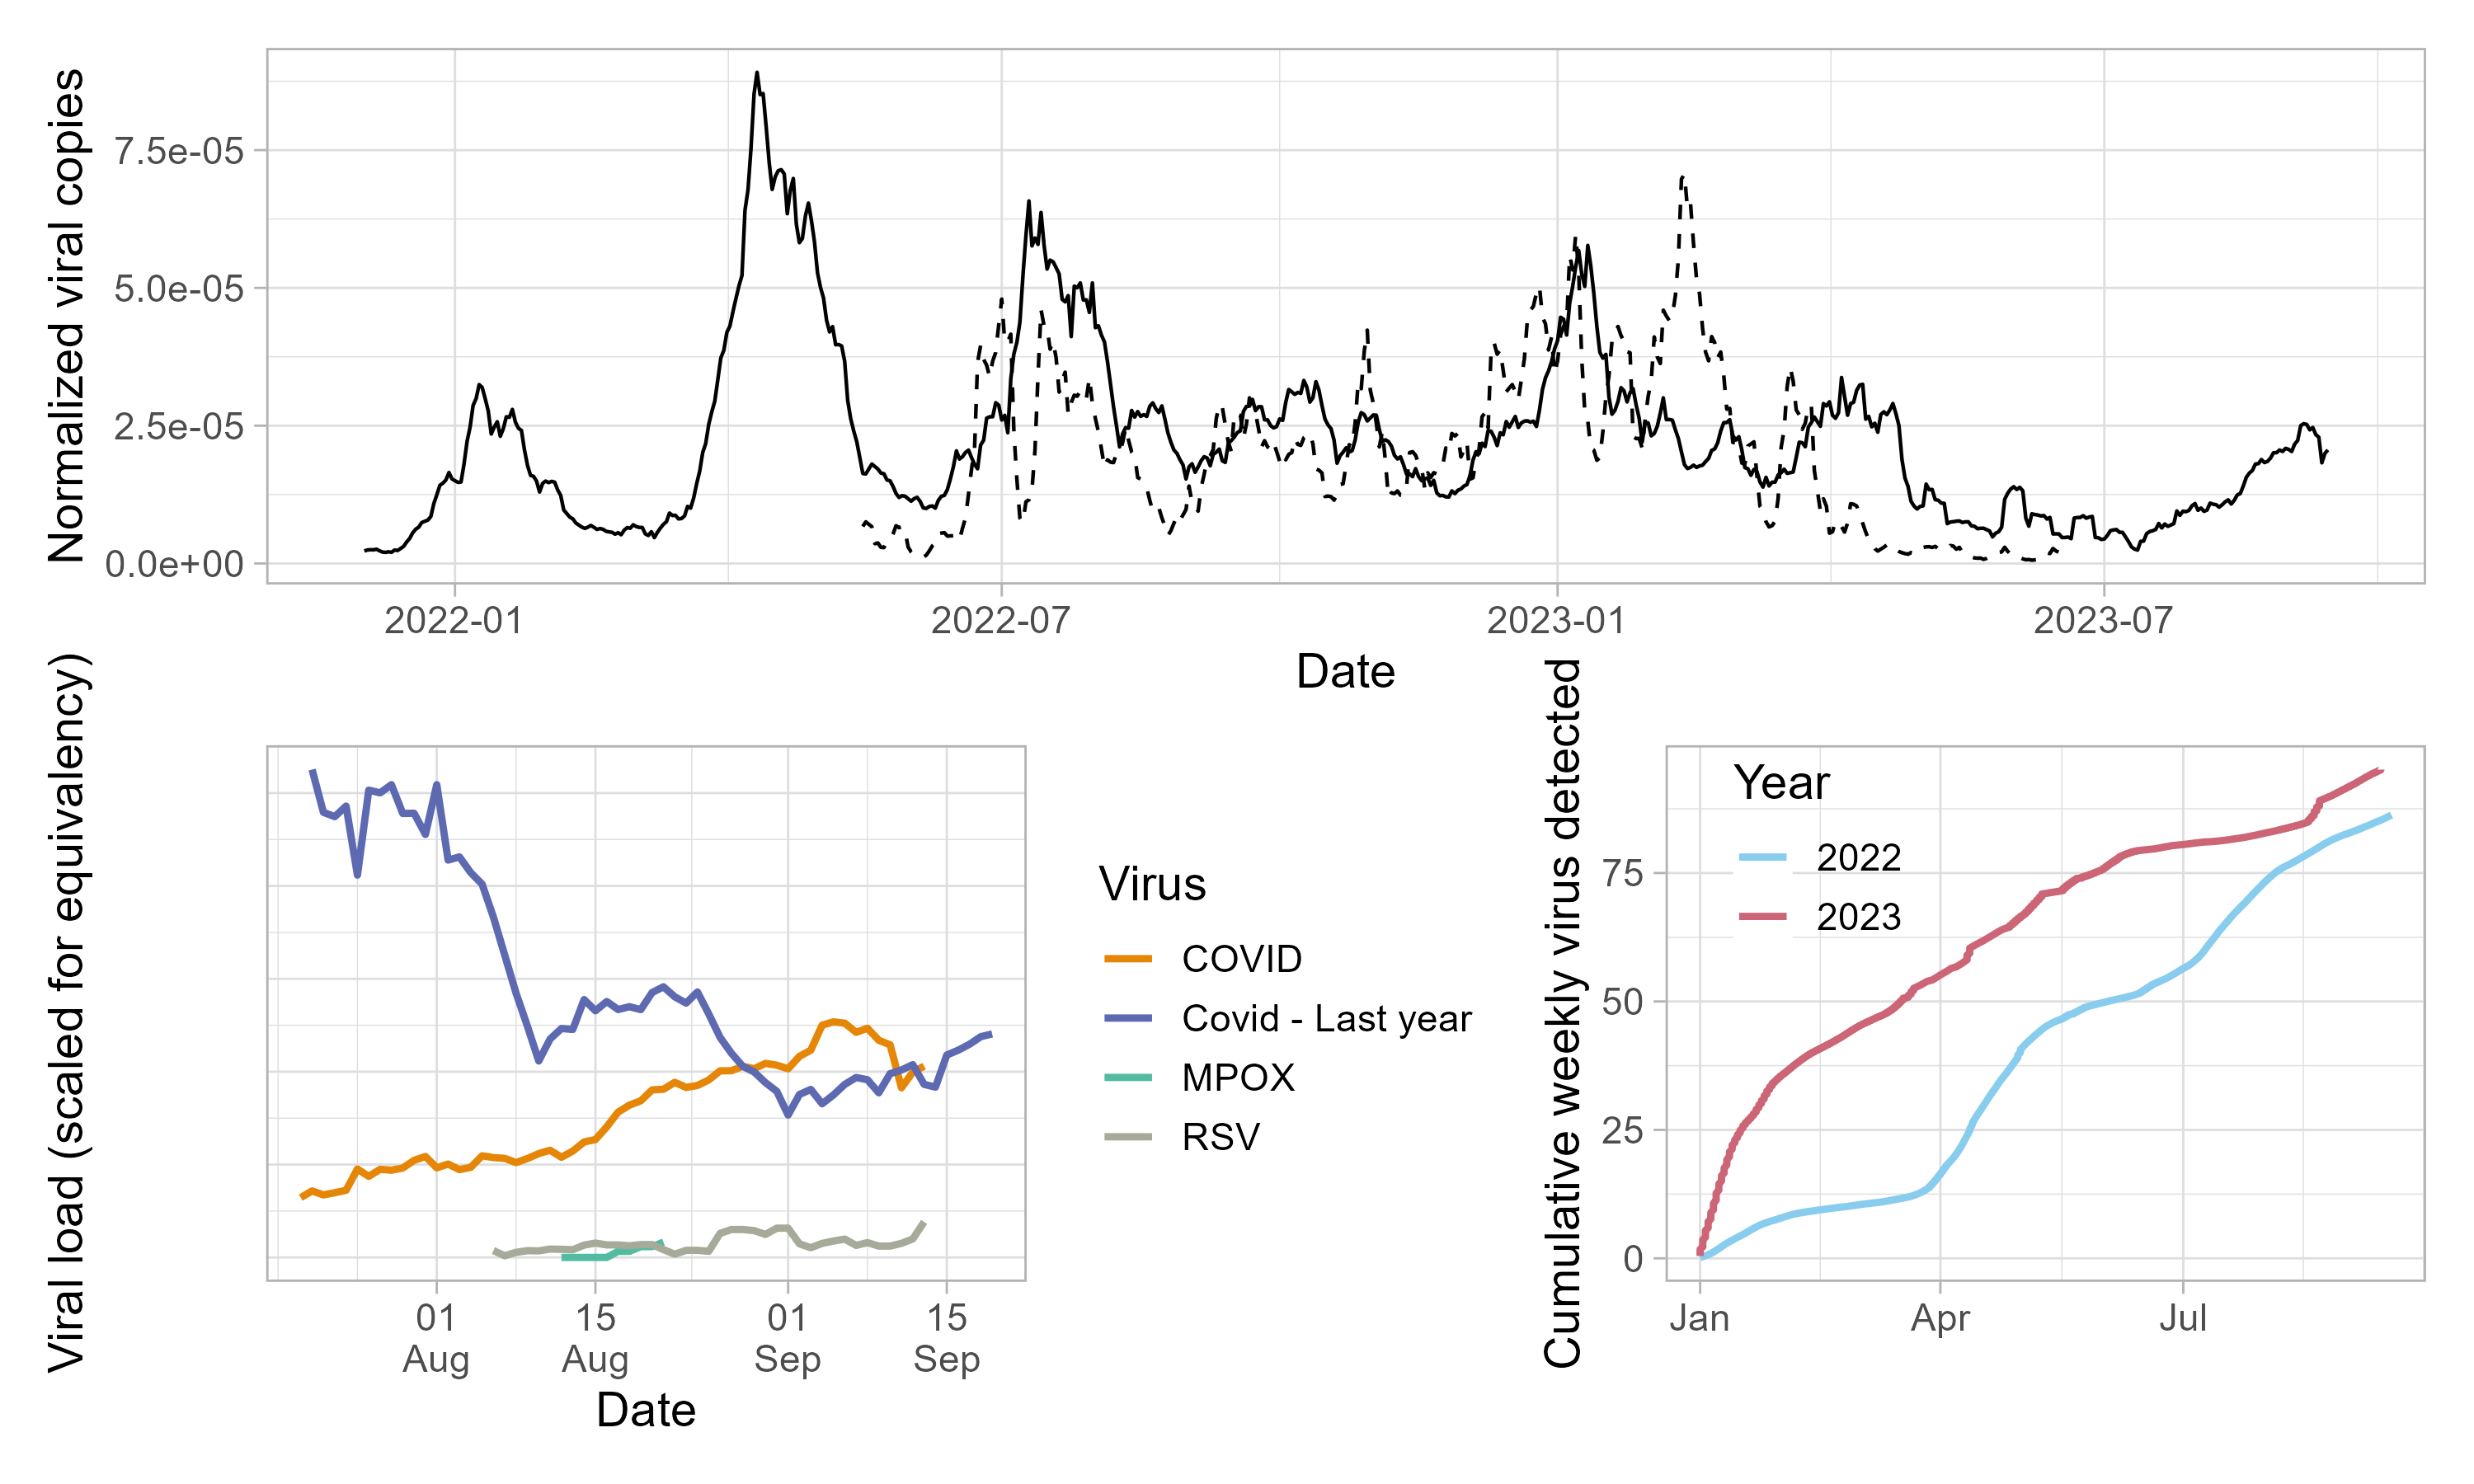 Normalized viral copies
7.5e-05
5.0e-05
2.5e-05
0.0e+00
2022-01
2022-07
2023-01
2023-07
Date
Viral load (scaled for equivalency)
01
Aug
15
Aug
01
Sep
15
Sep
Date
Virus
COVID
Covid - Last year
MPOX
RSV
Cumulative weekly virus detected
75
50
25
0
Year
2022
2023
Jan
Apr
Jul